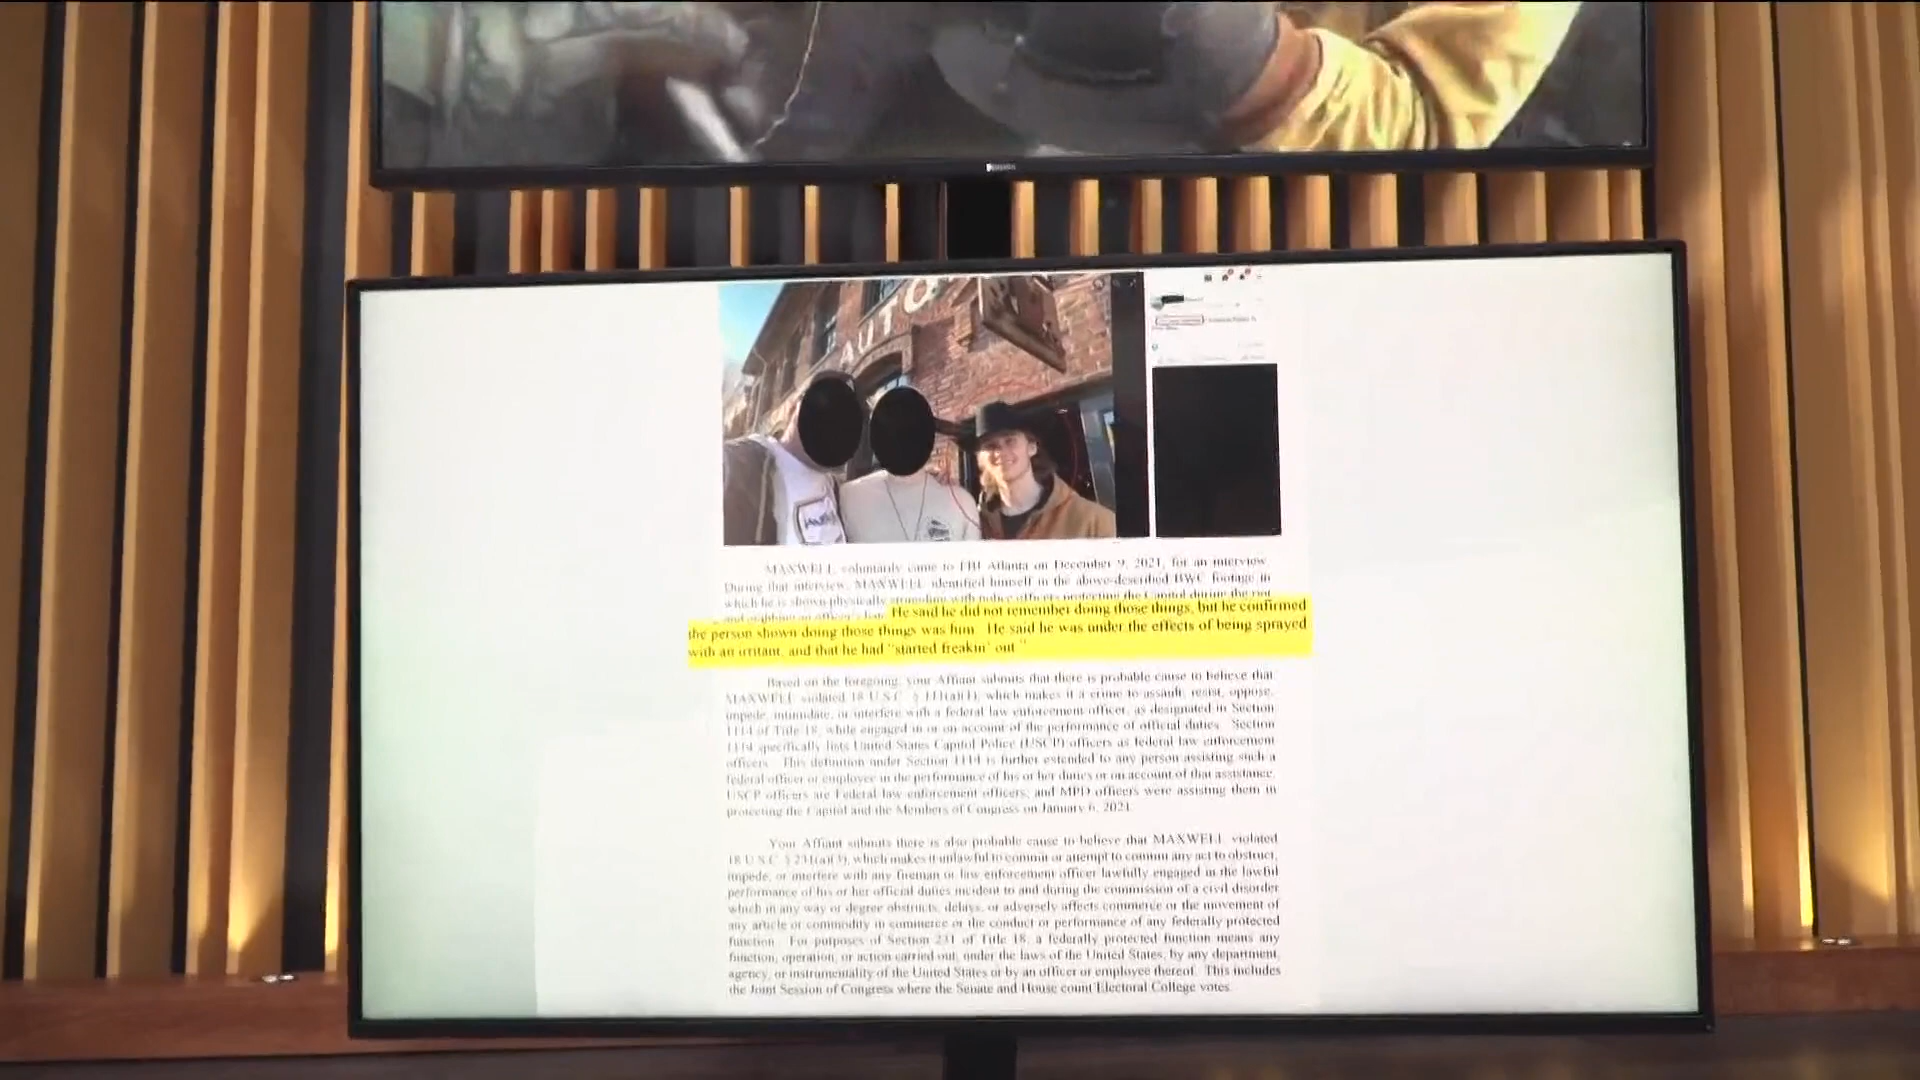 AUTO
MAXWELL voluntarily came to FBI Atlanta on December 9, 2021, for an interview.
During that interview, MAXWELL identified himself in the above-described BWC footage in
which he is shown physically struggling with police officers protecting the Capitol during the riot
He said he did not remember doing those things, but he confirmed
the person shown doing those things was him. He said he was under the effects of being sprayed
with an irritant, and that he had "started freakin' out."
Based on the foregoing, your Affiant submits that there is probable cause to believe that
MAXWELL violated 18 U.S.C. § 111(a)(1), which makes it a crime to assault, resist, oppose,
impede, intimidate, or interfere with a federal law enforcement officer, as designated in Section
1114 of Title 18, while engaged in or on account of the performance of official duties. Section
1114 specifically lists United States Capitol Police (USCP) officers as federal law enforcement
officers. This definition under Section 1114 is further extended to any person assisting such a
federal officer or employee in the performance of his or her duties or on account of that assistance.
USCP officers are Federal law enforcement officers, and MPD officers were assisting them in
protecting the Capitol and the Members of Congress on January 6, 2021.
Your Affiant submits there is also probable cause to believe that MAXWELL violated
18 U.S.C. § 231(a)(3), which makes it unlawful to commit or attempt to commit any act to obstruct,
impede, or interfere with any fireman or law enforcement officer lawfully engaged in the lawful
performance of his or her official duties incident to and during the commission of a civil disorder
which in any way or degree obstructs, delays, or adversely affects commerce or the movement of
any article or commodity in commerce or the conduct or performance of any federally protected
function. For purposes of Section 231 of Title 18, a federally protected function means any
function, operation, or action carried out, under the laws of the United States, by any department,
agency, or instrumentality of the United States or by an officer or employee thereof. This includes
the Joint Session of Congress where the Senate and House count Electoral College votes.